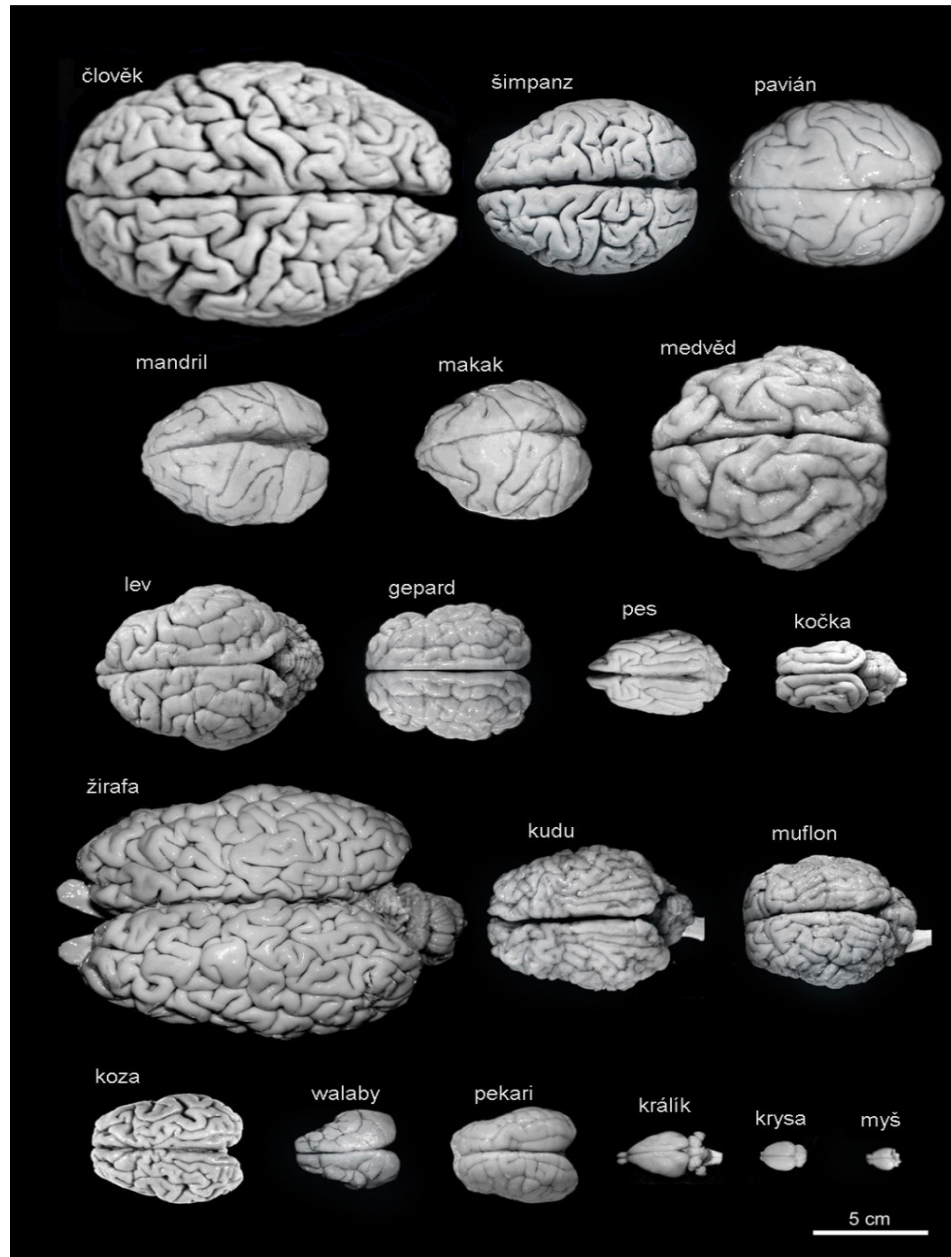 člověk
šimpanz
pavián
mandril
makak
medvěd
lev
gepard
pes
kočka
žirafa
kudu
muflon
koza
walaby
pekari
králík
krysa
myš
5 cm